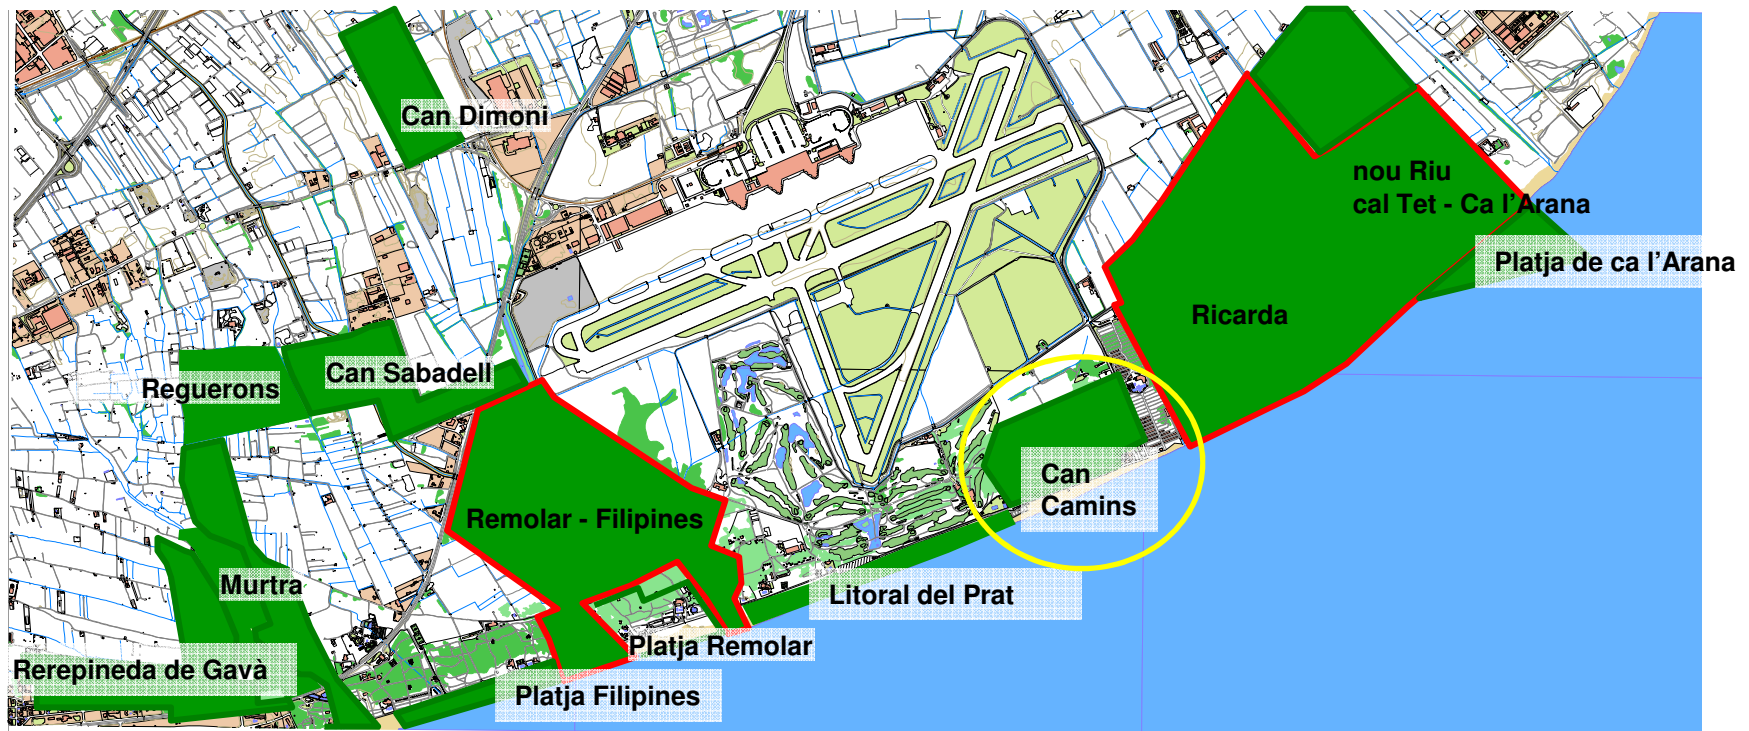 Can Dimoni
nou Riu
cal Tet - Ca l'Arana
Platja de ca l'Arana
Ricarda
Can Sabadell
Reguerons
Can
Camins
Remolar - Filipines
Murtra
Litoral del Prat
Platja Remolar
Rerepineda de Gavà
Platja Filipines